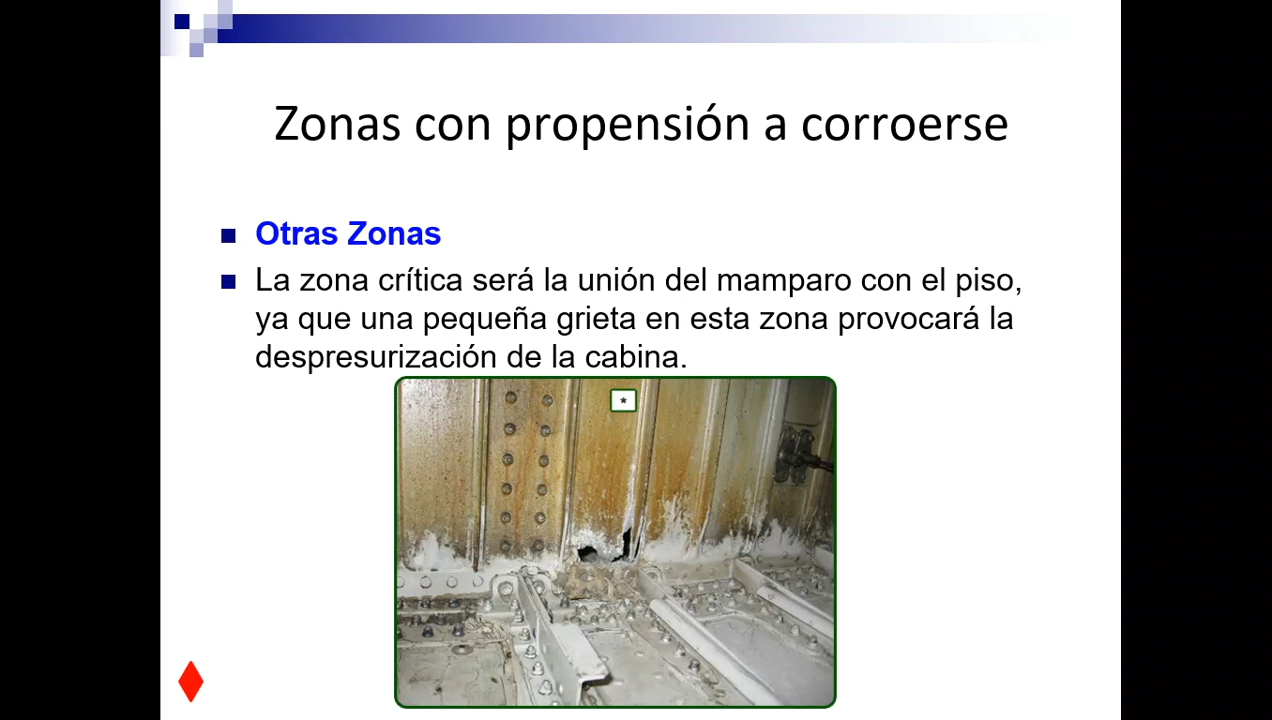 Zonas con propensión a corroerse
Otras Zonas
La zona crítica será la unión del mamparo con el piso,
ya que una pequeña grieta en esta zona provocará la
despresurización de la cabina.
*